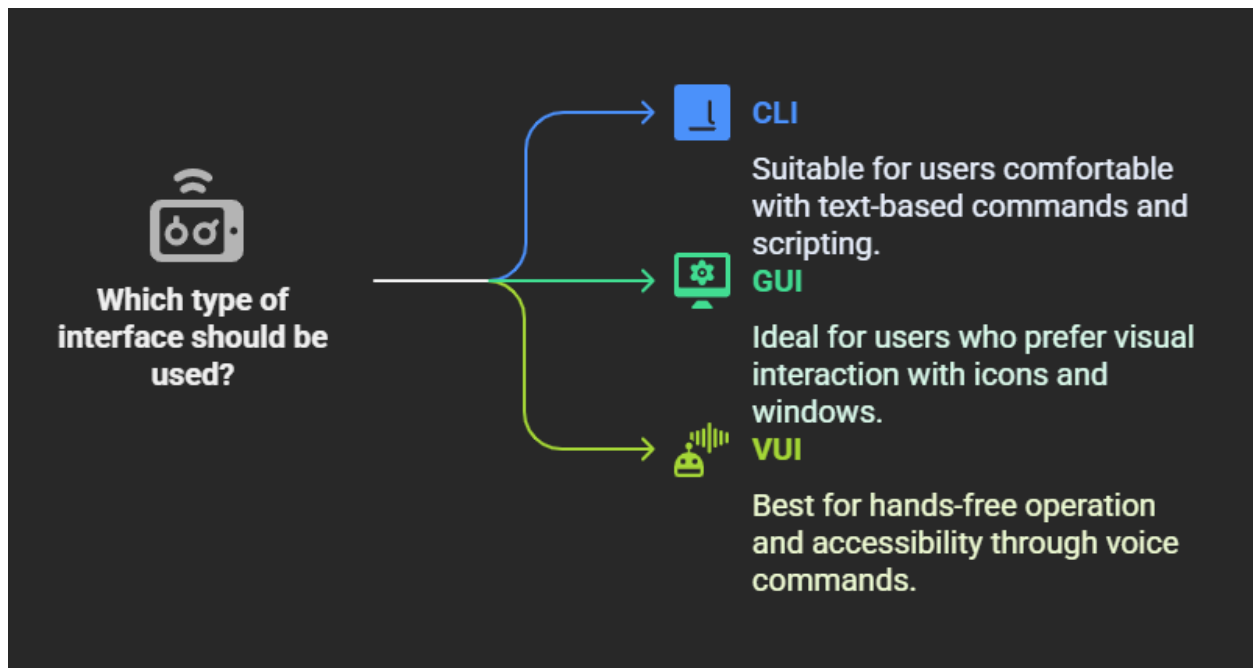 Which type of
interface should be
used?
CLI
Suitable for users comfortable
with text-based commands and
scripting.
GUI
Ideal for users who prefer visual
interaction with icons and
windows.
VUI
Best for hands-free operation
and accessibility through voice
commands.